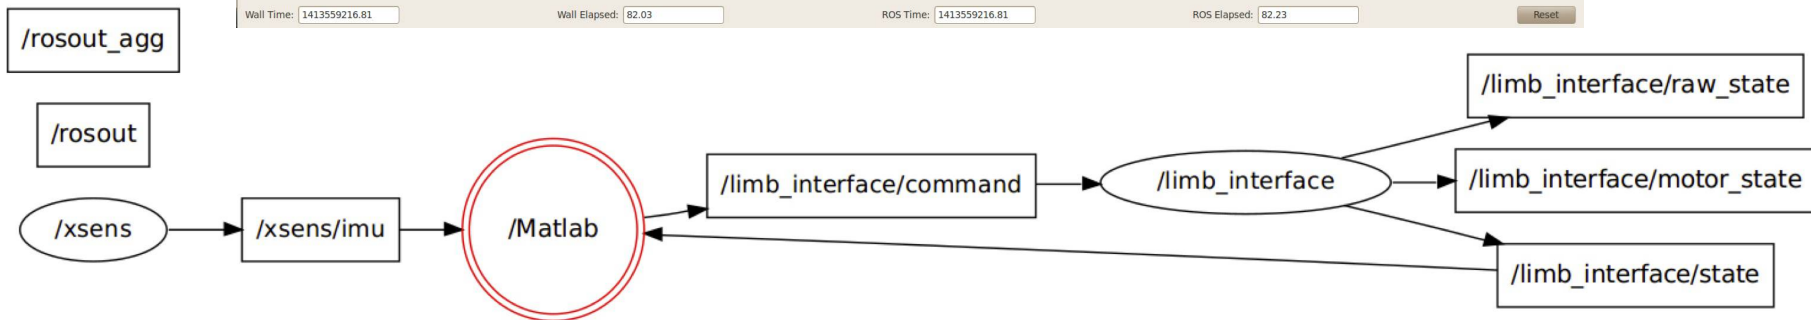 Wall Time: 1413559216.81 Wall Elapsed: 82.03 ROS Time: 1413559216.81 ROS Elapsed: 82.23 Reset
/rosout_agg
/rosout
/xsens
/xsens/imu
/Matlab
/limb_interface/command
/limb_interface
/limb_interface/raw_state
/limb_interface/motor_state
/limb_interface/state